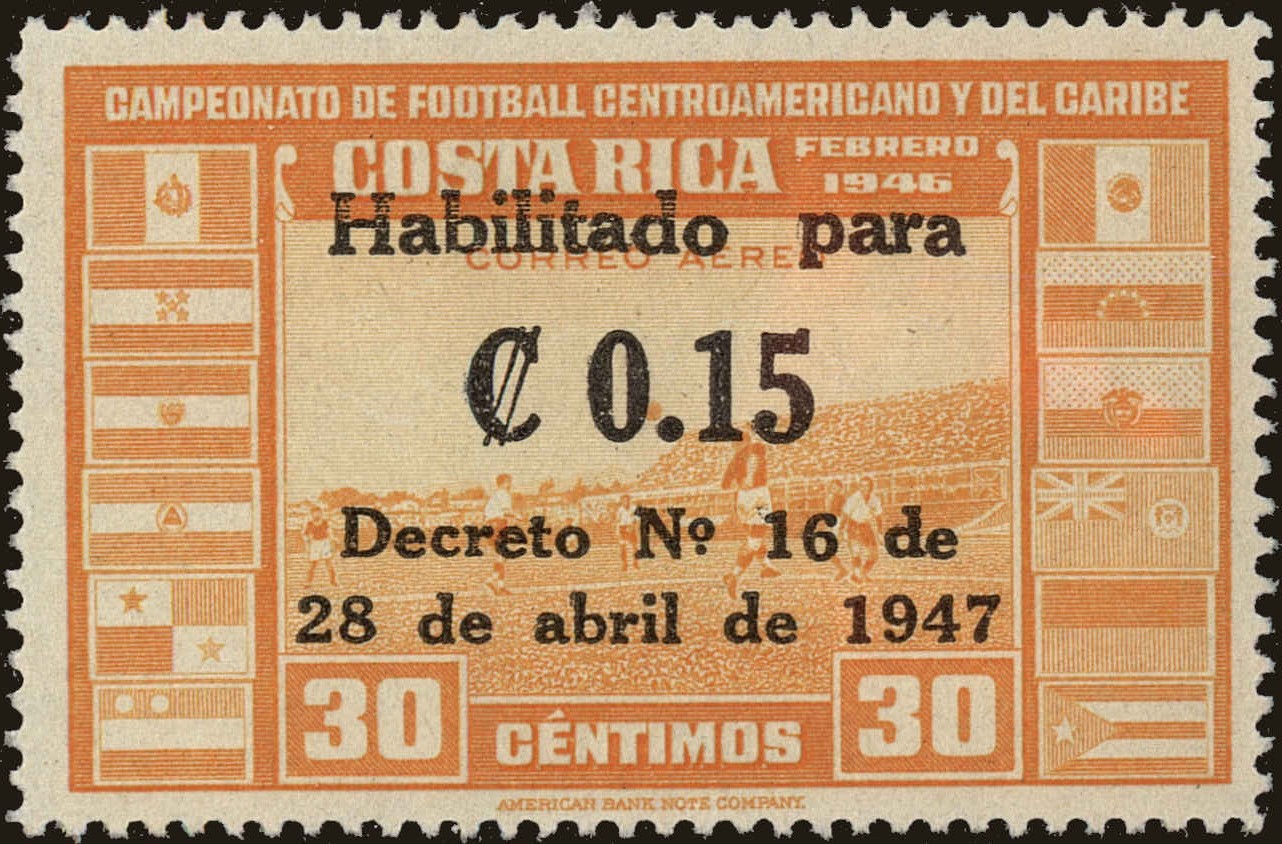 CAMPEONATO DE FOOTBALL CENTROAMERICANO Y DEL CARIBE
COSTA RICA FEBRERO 1946
Habilitado para
CORREO AEREO
₡ 0.15
Decreto Nº 16 de
28 de abril de 1947
30 CÉNTIMOS 30
AMERICAN BANK NOTE COMPANY.